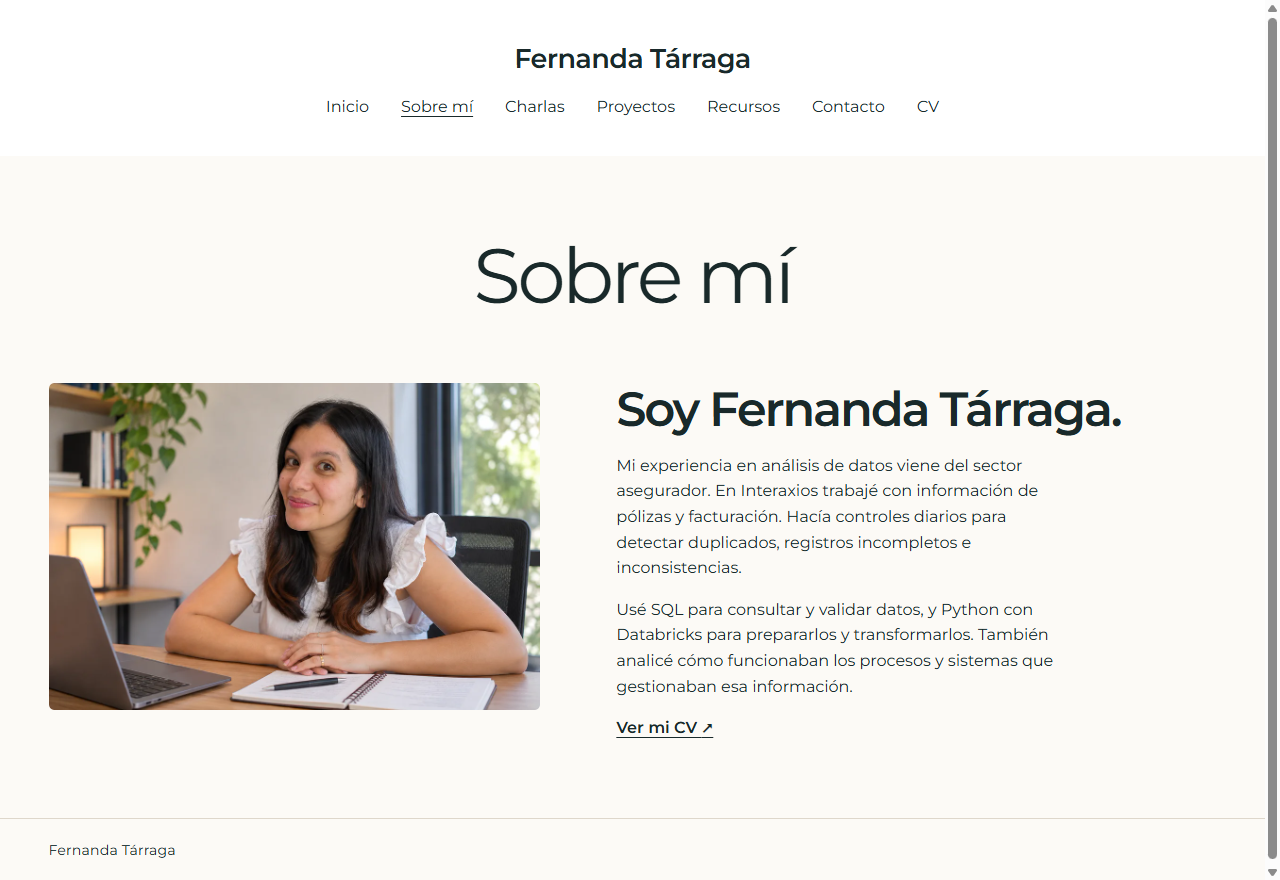 Fernanda Tárraga
Inicio Sobre mí Charlas Proyectos Recursos Contacto CV
Sobre mí
Soy Fernanda Tárraga.
Mi experiencia en análisis de datos viene del sector
asegurador. En Interaxios trabajé con información de
pólizas y facturación. Hacía controles diarios para
detectar duplicados, registros incompletos e
inconsistencias.
Usé SQL para consultar y validar datos, y Python con
Databricks para prepararlos y transformarlos. También
analicé cómo funcionaban los procesos y sistemas que
gestionaban esa información.
Ver mi CV ↗
Fernanda Tárraga